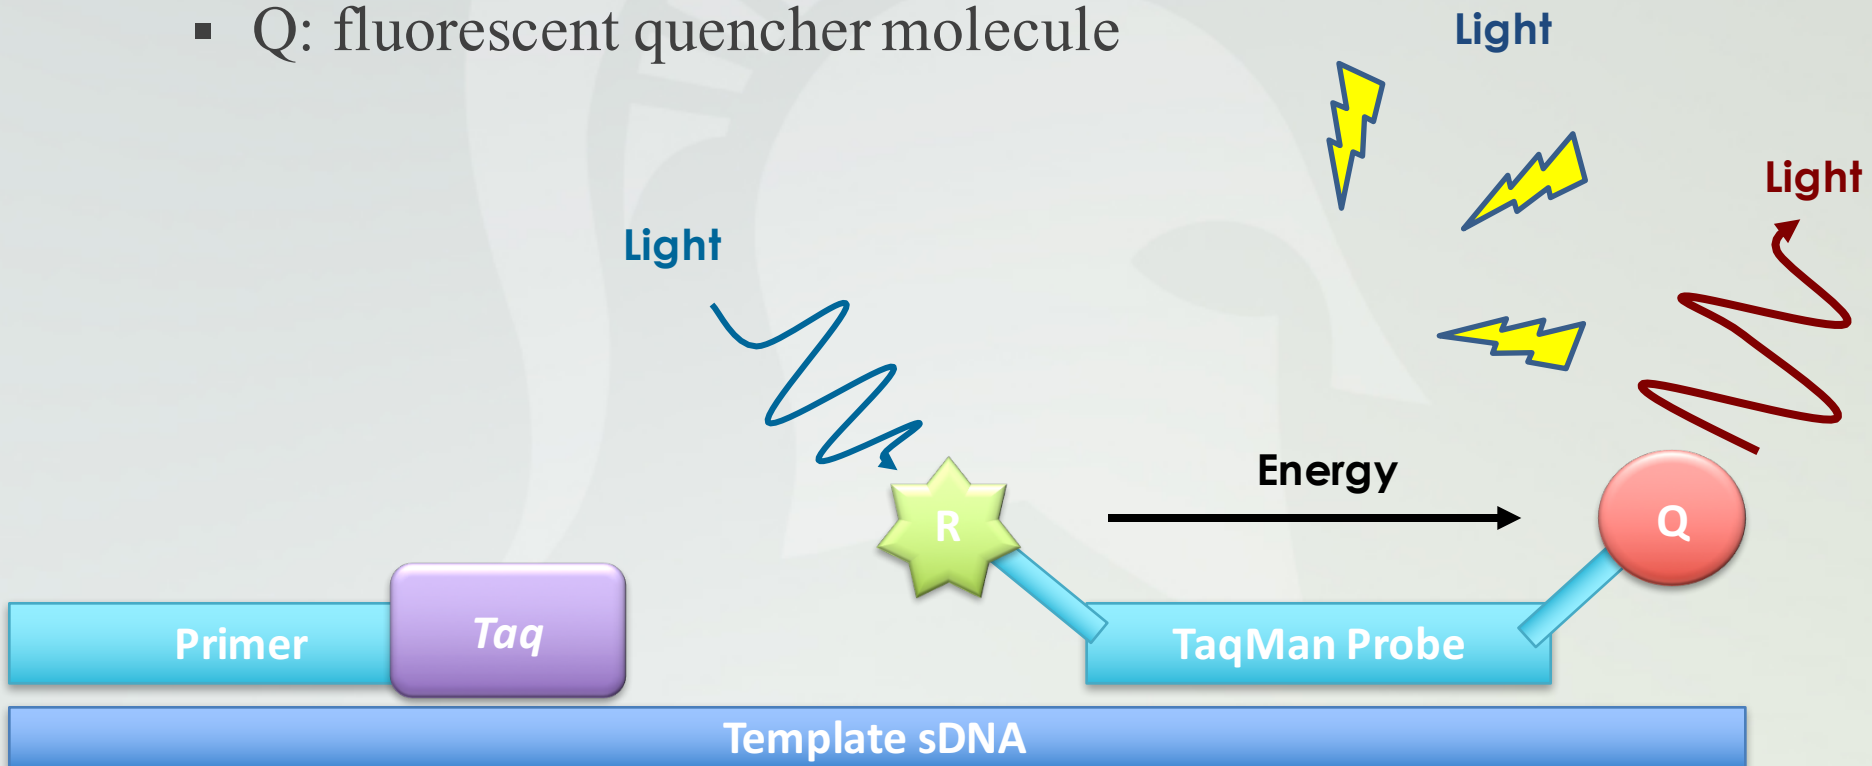 ▪ Q: fluorescent quencher molecule
Light
Light
Light
Energy
R
Q
Primer
Taq
TaqMan Probe
Template sDNA